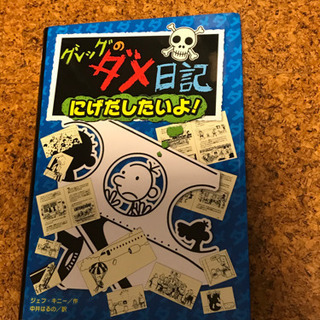 グレッグの
ダメ日記
にげだしたいよ!
ジェフ・キニー/作
中井はるの/訳